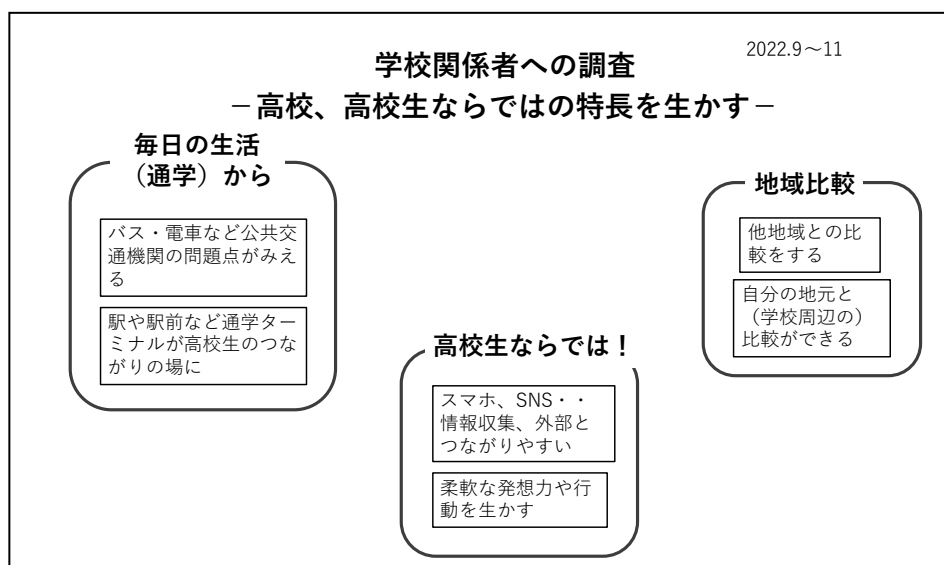 2022.9～11
学校関係者への調査
－高校、高校生ならではの特長を生かす－
毎日の生活
（通学）から
バス・電車など公共交
通機関の問題点がみえ
る
駅や駅前など通学ター
ミナルが高校生のつな
がりの場に
高校生ならでは！
スマホ、SNS・・
情報収集、外部と
つながりやすい
柔軟な発想力や行
動を生かす
地域比較
他地域との比
較をする
自分の地元と
（学校周辺の）
比較ができる